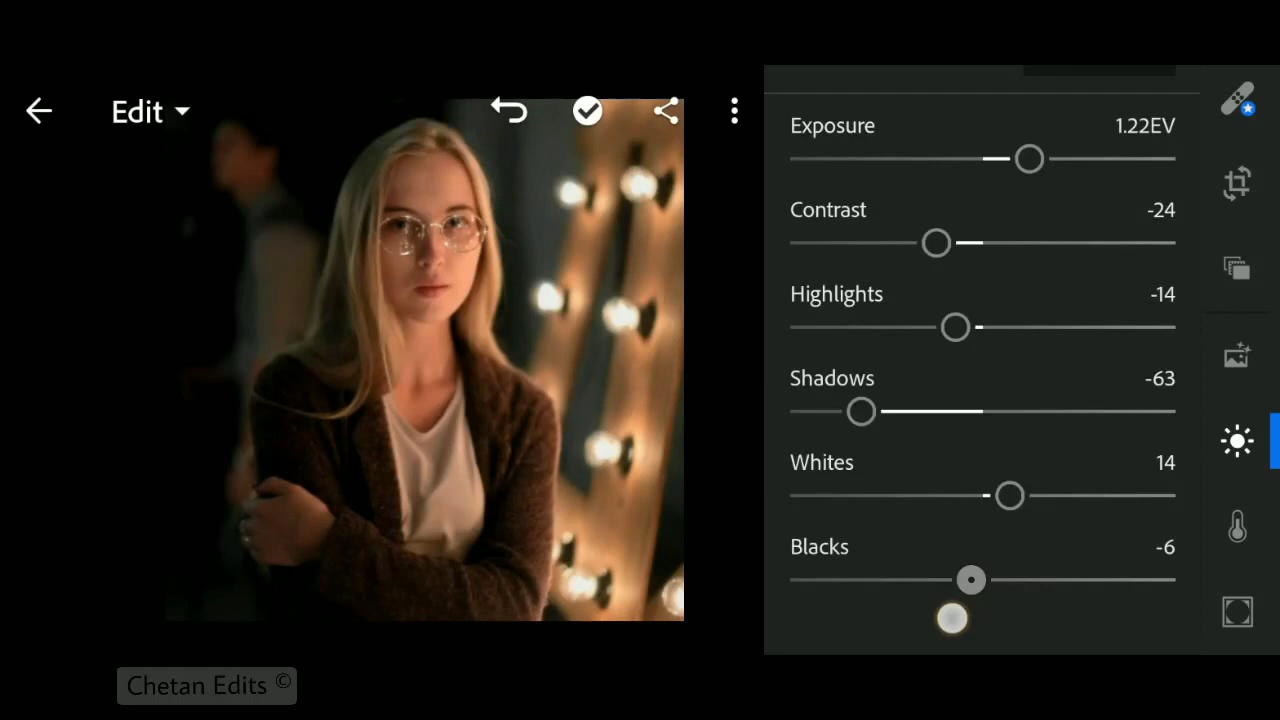 Edit
Exposure 1.22EV
Contrast -24
Highlights -14
Shadows -63
Whites 14
Blacks -6
Chetan Edits ©